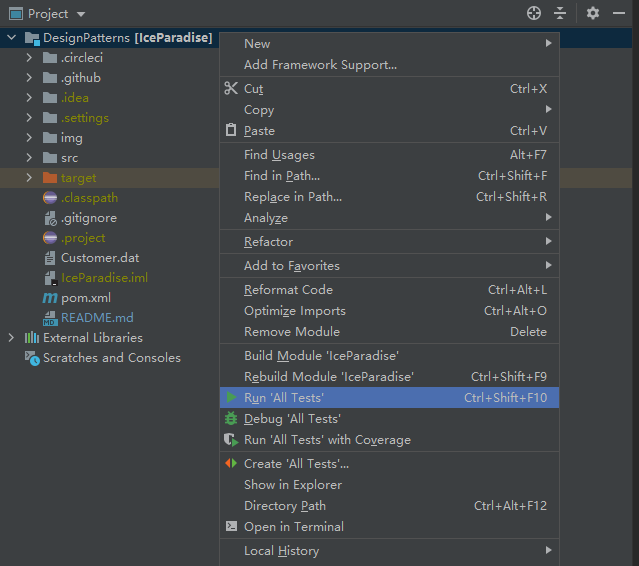 Project
DesignPatterns [IceParadise]
.circleci
.github
.idea
.settings
img
src
target
.classpath
.gitignore
.project
Customer.dat
IceParadise.iml
pom.xml
README.md
External Libraries
Scratches and Consoles
New
Add Framework Support...
Cut Ctrl+X
Copy
Paste Ctrl+V
Find Usages Alt+F7
Find in Path... Ctrl+Shift+F
Replace in Path... Ctrl+Shift+R
Analyze
Refactor
Add to Favorites
Reformat Code Ctrl+Alt+L
Optimize Imports Ctrl+Alt+O
Remove Module Delete
Build Module 'IceParadise'
Rebuild Module 'IceParadise' Ctrl+Shift+F9
Run 'All Tests' Ctrl+Shift+F10
Debug 'All Tests'
Run 'All Tests' with Coverage
Create 'All Tests'...
Show in Explorer
Directory Path Ctrl+Alt+F12
Open in Terminal
Local History